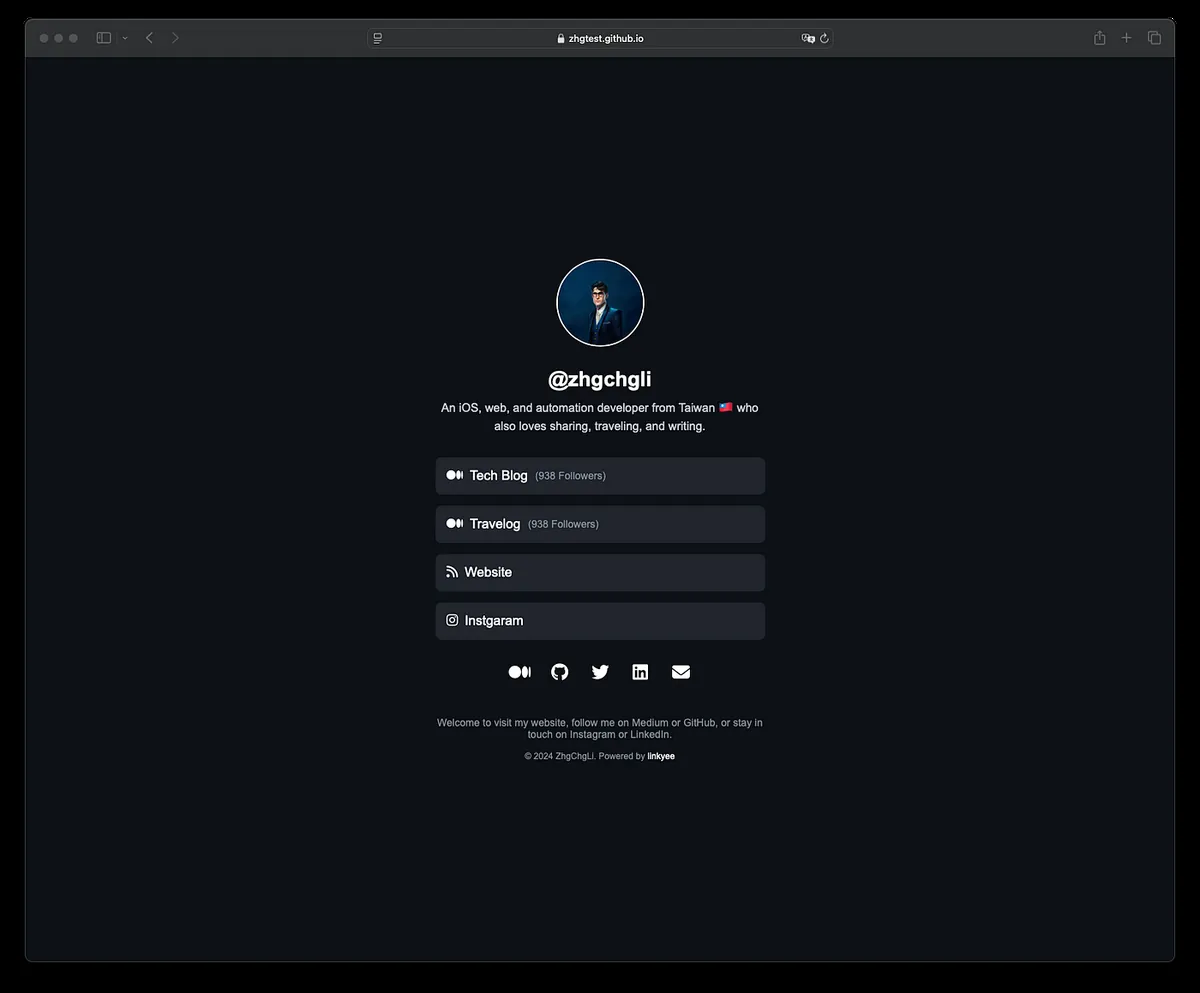 zhgtest.github.io
@zhgchgli
An iOS, web, and automation developer from Taiwan 🇹🇼 who
also loves sharing, traveling, and writing.
Tech Blog (938 Followers)
Travelog (938 Followers)
Website
Instgaram
Welcome to visit my website, follow me on Medium or GitHub, or stay in
touch on Instagram or LinkedIn.
© 2024 ZhgChgLi. Powered by linkyee